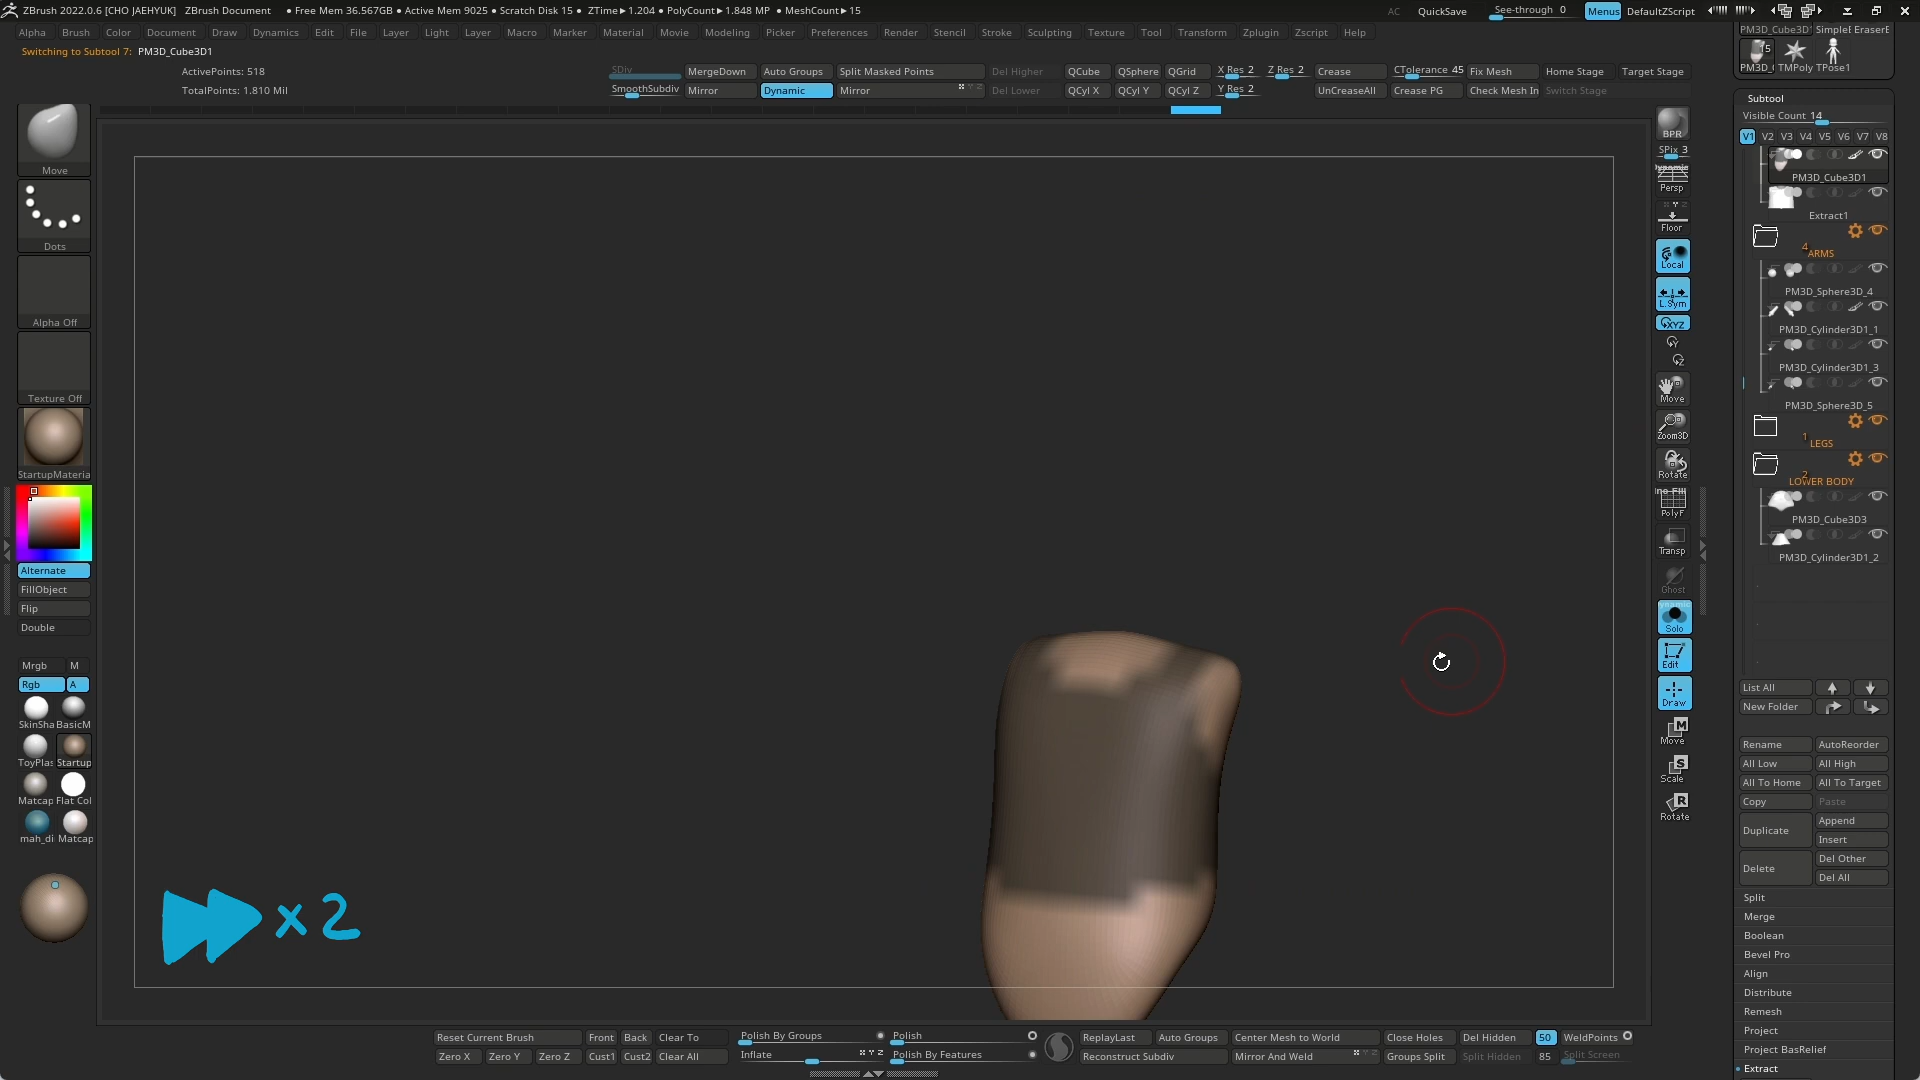 ZBrush 2022.0.6 [CHO JAEHYUK] ZBrush Document • Free Mem 36.567GB • Active Mem 9025 • Scratch Disk 15 • ZTime▸1.204 • PolyCount▸1.848 MP • MeshCount▸15 AC QuickSave See-through 0 Menus DefaultZScript
Alpha Brush Color Document Draw Dynamics Edit File Layer Light Layer Macro Marker Material Movie Modeling Picker Preferences Render Stencil Stroke Sculpting Texture Tool Transform Zplugin Zscript Help
Switching to Subtool 7: PM3D_Cube3D1
ActivePoints: 518
TotalPoints: 1.810 Mil
SDiv MergeDown Auto Groups Split Masked Points Del Higher QCube QSphere QGrid X Res 2 Z Res 2 Crease CTolerance 45 Fix Mesh Home Stage Target Stage
SmoothSubdiv Mirror Dynamic Mirror Del Lower QCyl X QCyl Y QCyl Z Y Res 2 UnCreaseAll Crease PG Check Mesh In Switch Stage
Move
Dots
Alpha Off
Texture Off
StartupMateria
Alternate
FillObject
Flip
Double
Mrgb M
Rgb A
SkinSha BasicM
ToyPlas Startup
Matcap Flat Col
mah_di Matcap
x 2
BPR
SPix 3
Dynamic
Persp
Floor
Local
L.Sym
XYZ
Y
Z
Move
Zoom3D
Rotate
ine Fill
PolyF
Transp
Ghost
Dynamic
Solo
Edit
Draw
Move
Scale
Rotate
PM3D_Cube3D SimpleI EraserE
15
PM3D_C TMPoly TPose1
Subtool
Visible Count 14
V1 V2 V3 V4 V5 V6 V7 V8
PM3D_Cube3D1
Extract1
4 ARMS
PM3D_Sphere3D_4
PM3D_Cylinder3D1_1
PM3D_Cylinder3D1_3
PM3D_Sphere3D_5
1 LEGS
2 LOWER BODY
PM3D_Cube3D3
PM3D_Cylinder3D1_2
List All
New Folder
Rename AutoReorder
All Low All High
All To Home All To Target
Copy Paste
Duplicate Append
Insert
Delete Del Other
Del All
Split
Merge
Boolean
Bevel Pro
Align
Distribute
Remesh
Project
Project BasRelief
Extract
Reset Current Brush Front Back Clear To Polish By Groups Polish ReplayLast Auto Groups Center Mesh to World Close Holes Del Hidden 50 WeldPoints
Zero X Zero Y Zero Z Cust1 Cust2 Clear All Inflate Polish By Features Reconstruct Subdiv Mirror And Weld Groups Split Split Hidden 85 Split Screen